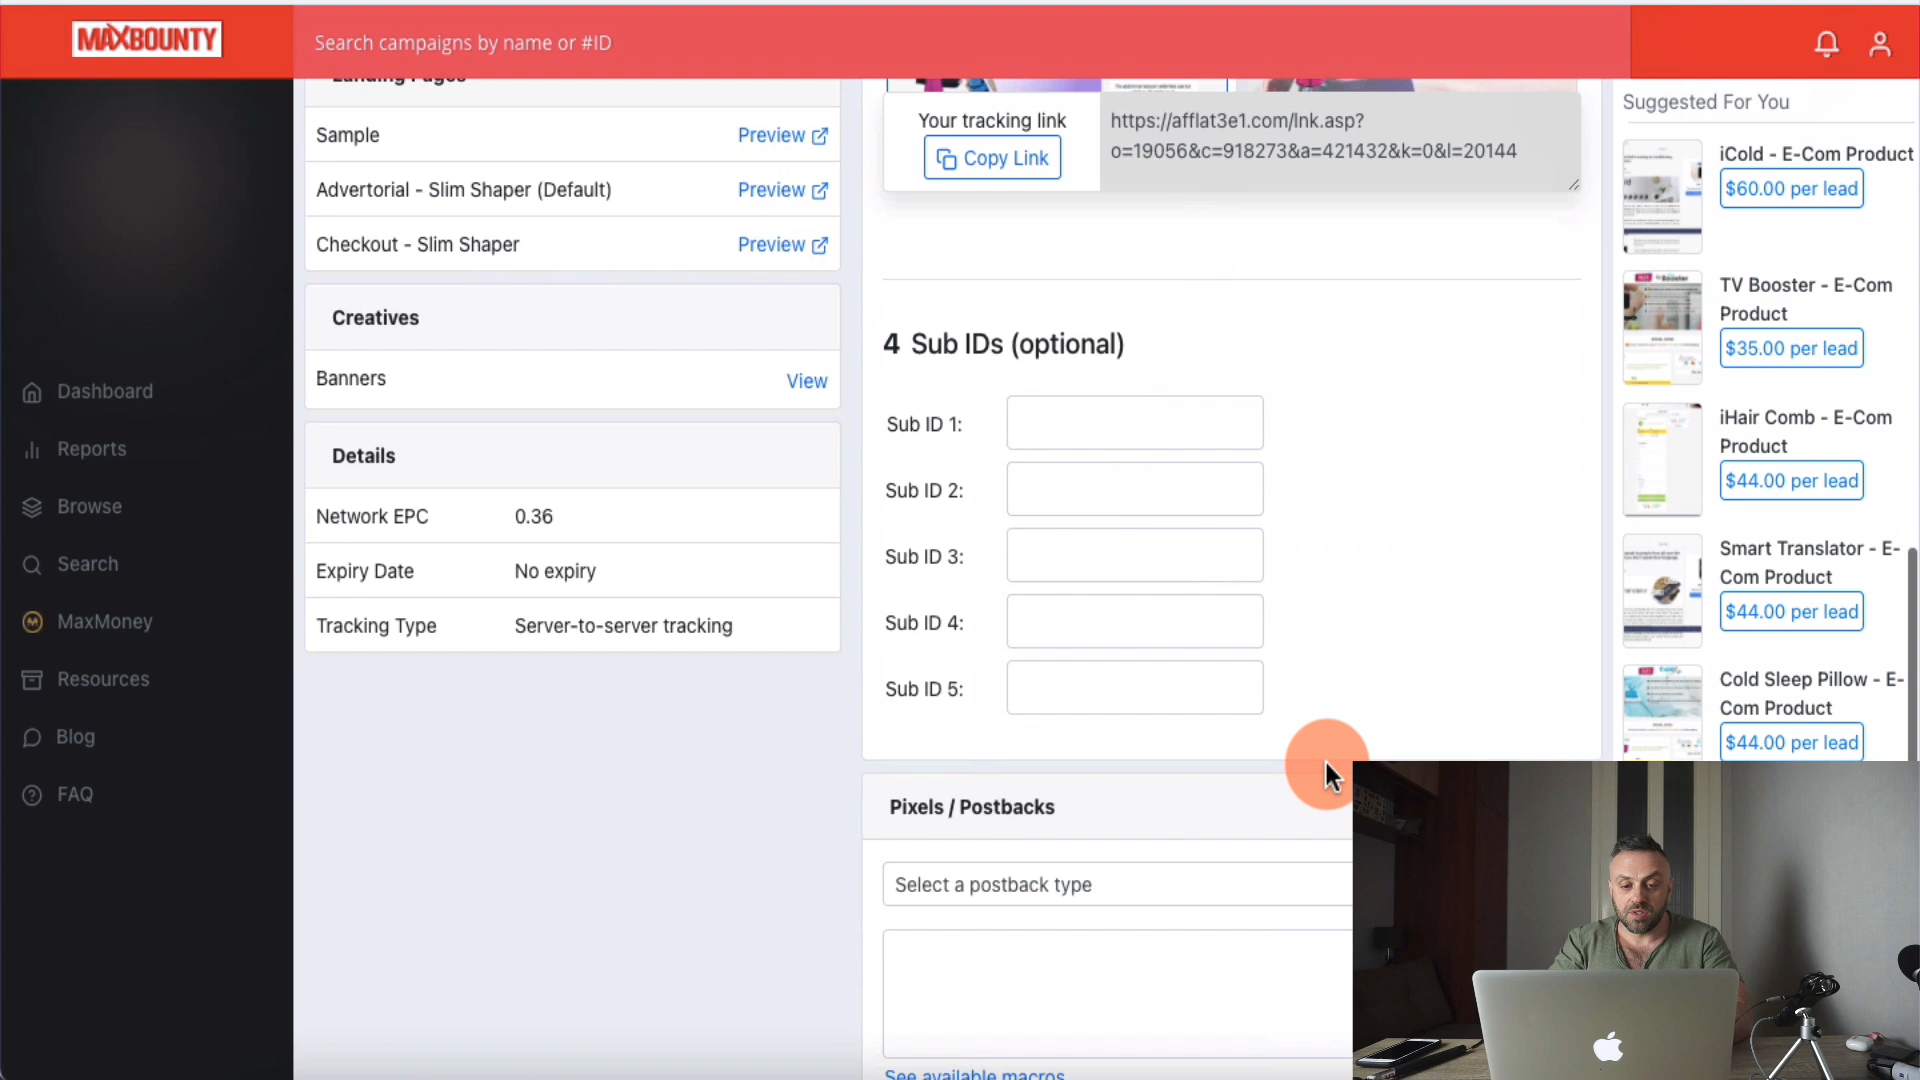 MAXBOUNTY
Search campaigns by name or #ID
Dashboard
Reports
Browse
Search
MaxMoney
Resources
Blog
FAQ
Landing Pages
Sample Preview
Advertorial - Slim Shaper (Default) Preview
Checkout - Slim Shaper Preview
Creatives
Banners View
Details
Network EPC 0.36
Expiry Date No expiry
Tracking Type Server-to-server tracking
Your tracking link
Copy Link
https://afflat3e1.com/lnk.asp?
o=19056&c=918273&a=421432&k=0&l=20144
4 Sub IDs (optional)
Sub ID 1:
Sub ID 2:
Sub ID 3:
Sub ID 4:
Sub ID 5:
Pixels / Postbacks
Select a postback type
See available macros
Suggested For You
iCold - E-Com Product
$60.00 per lead
TV Booster - E-Com
Product
$35.00 per lead
iHair Comb - E-Com
Product
$44.00 per lead
Smart Translator - E-
Com Product
$44.00 per lead
Cold Sleep Pillow - E-
Com Product
$44.00 per lead